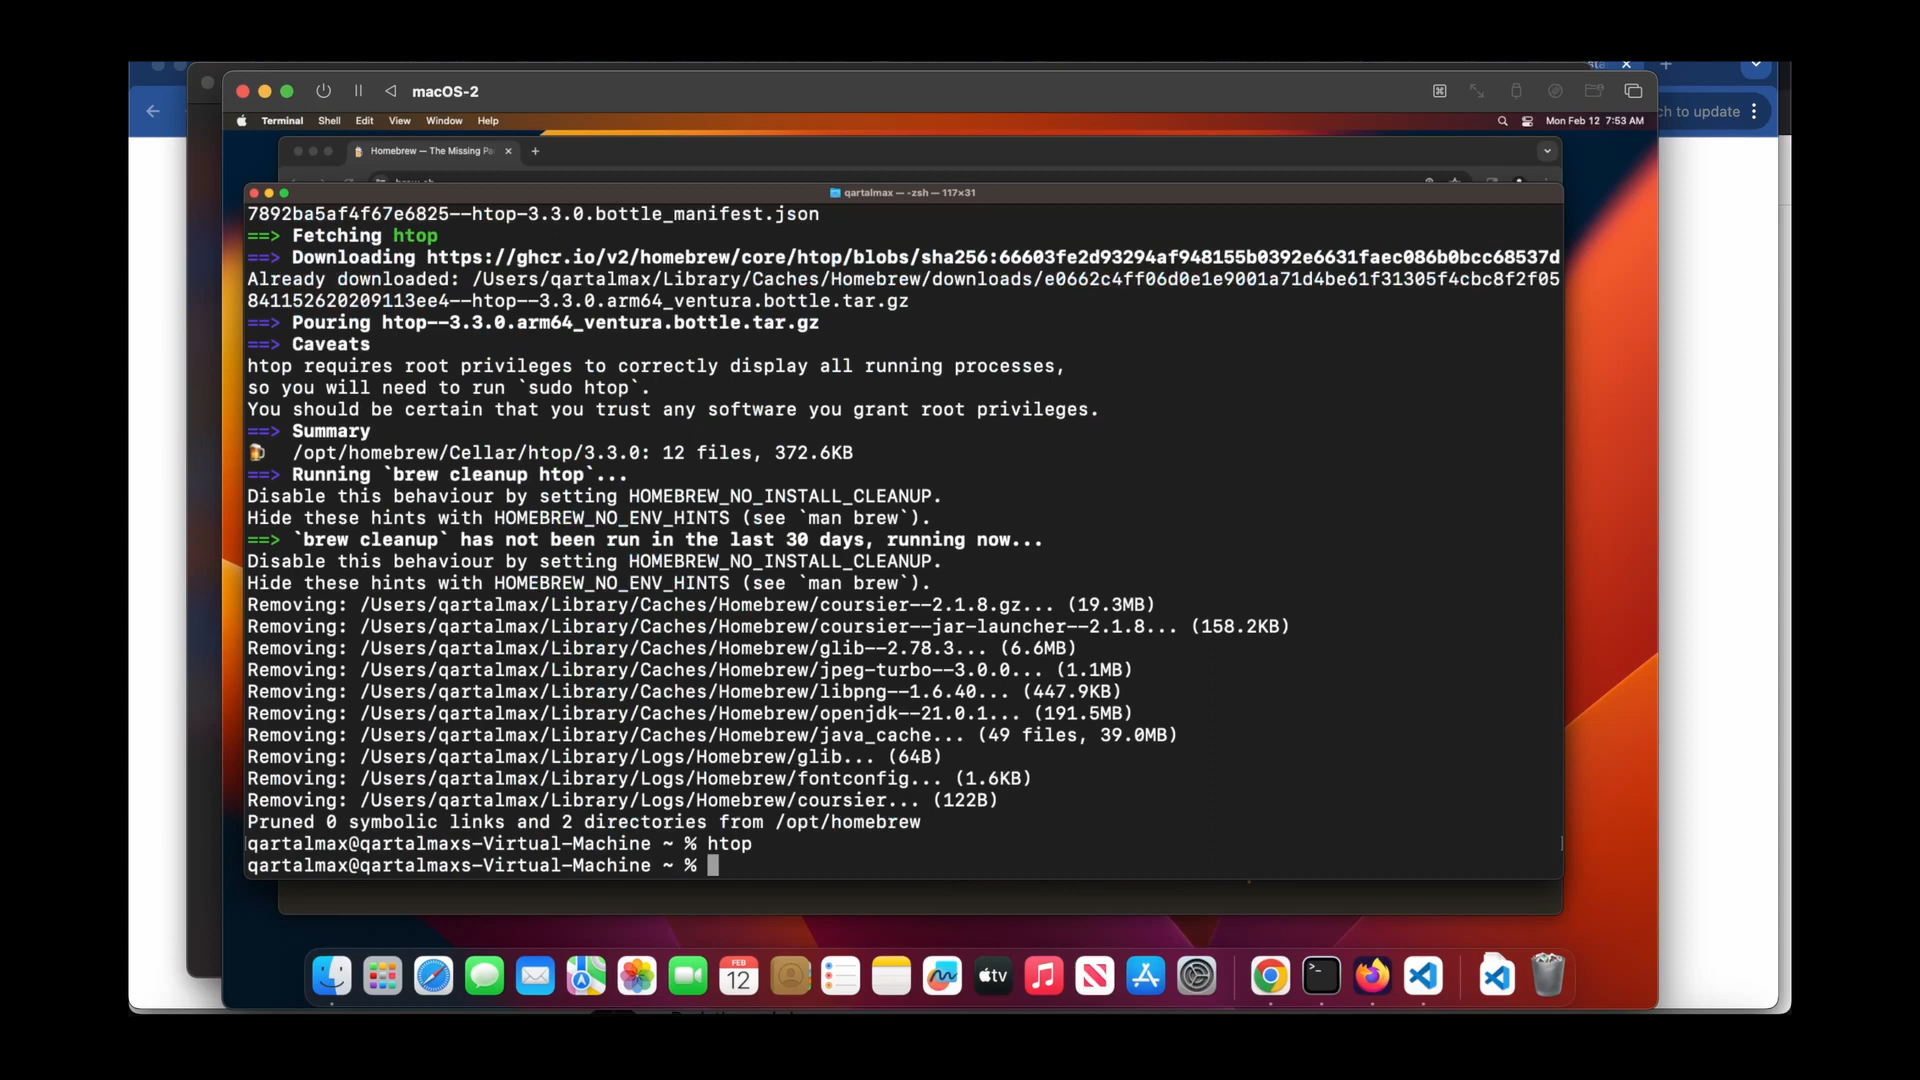 macOS-2
ch to update
Terminal Shell Edit View Window Help
Mon Feb 12 7:53 AM
Homebrew — The Missing Pa
qartalmax — -zsh — 117×31
7892ba5af4f67e6825--htop-3.3.0.bottle_manifest.json
==> Fetching htop
==> Downloading https://ghcr.io/v2/homebrew/core/htop/blobs/sha256:66603fe2d93294af948155b0392e6631faec086b0bcc68537d
Already downloaded: /Users/qartalmax/Library/Caches/Homebrew/downloads/e0662c4ff06d0e1e9001a71d4be61f31305f4cbc8f2f05
841152620209113ee4--htop--3.3.0.arm64_ventura.bottle.tar.gz
==> Pouring htop--3.3.0.arm64_ventura.bottle.tar.gz
==> Caveats
htop requires root privileges to correctly display all running processes,
so you will need to run `sudo htop`.
You should be certain that you trust any software you grant root privileges.
==> Summary
/opt/homebrew/Cellar/htop/3.3.0: 12 files, 372.6KB
==> Running `brew cleanup htop`...
Disable this behaviour by setting HOMEBREW_NO_INSTALL_CLEANUP.
Hide these hints with HOMEBREW_NO_ENV_HINTS (see `man brew`).
==> `brew cleanup` has not been run in the last 30 days, running now...
Disable this behaviour by setting HOMEBREW_NO_INSTALL_CLEANUP.
Hide these hints with HOMEBREW_NO_ENV_HINTS (see `man brew`).
Removing: /Users/qartalmax/Library/Caches/Homebrew/coursier--2.1.8.gz... (19.3MB)
Removing: /Users/qartalmax/Library/Caches/Homebrew/coursier--jar-launcher--2.1.8... (158.2KB)
Removing: /Users/qartalmax/Library/Caches/Homebrew/glib--2.78.3... (6.6MB)
Removing: /Users/qartalmax/Library/Caches/Homebrew/jpeg-turbo--3.0.0... (1.1MB)
Removing: /Users/qartalmax/Library/Caches/Homebrew/libpng--1.6.40... (447.9KB)
Removing: /Users/qartalmax/Library/Caches/Homebrew/openjdk--21.0.1... (191.5MB)
Removing: /Users/qartalmax/Library/Caches/Homebrew/java_cache... (49 files, 39.0MB)
Removing: /Users/qartalmax/Library/Logs/Homebrew/glib... (64B)
Removing: /Users/qartalmax/Library/Logs/Homebrew/fontconfig... (1.6KB)
Removing: /Users/qartalmax/Library/Logs/Homebrew/coursier... (122B)
Pruned 0 symbolic links and 2 directories from /opt/homebrew
qartalmax@qartalmaxs-Virtual-Machine ~ % htop
qartalmax@qartalmaxs-Virtual-Machine ~ %
FEB
12
tv